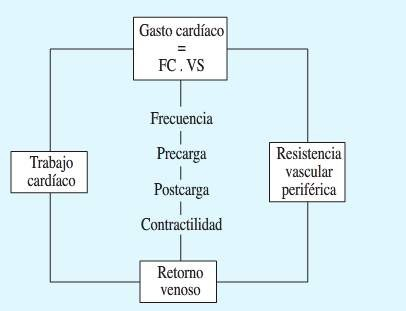 Gasto cardíaco
=
FC . VS
Frecuencia
Precarga
Postcarga
Contractilidad
Trabajo
cardíaco
Resistencia
vascular
periférica
Retorno
venoso